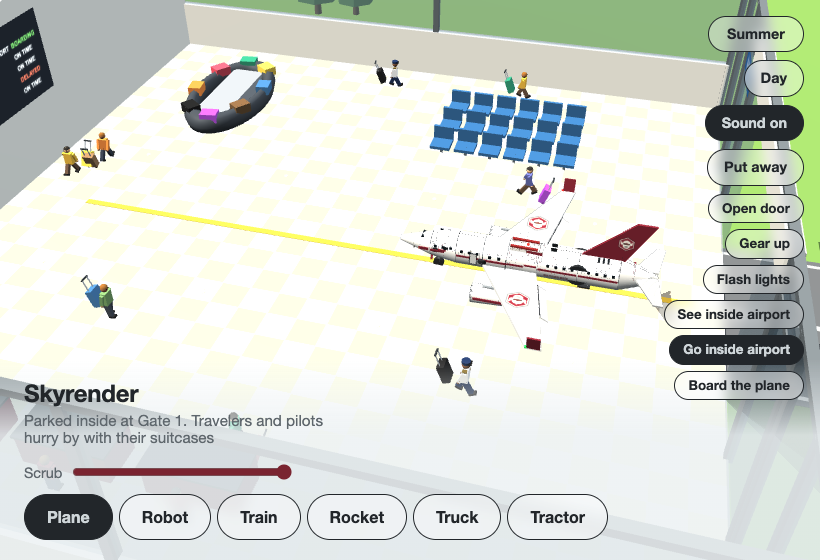 BOARDING
ON TIME
ON TIME
DELAYED
ON TIME
Summer
Day
Sound on
Put away
Open door
Gear up
Flash lights
See inside airport
Go inside airport
Board the plane
Skyrender
Parked inside at Gate 1. Travelers and pilots
hurry by with their suitcases
Scrub
Plane
Robot
Train
Rocket
Truck
Tractor